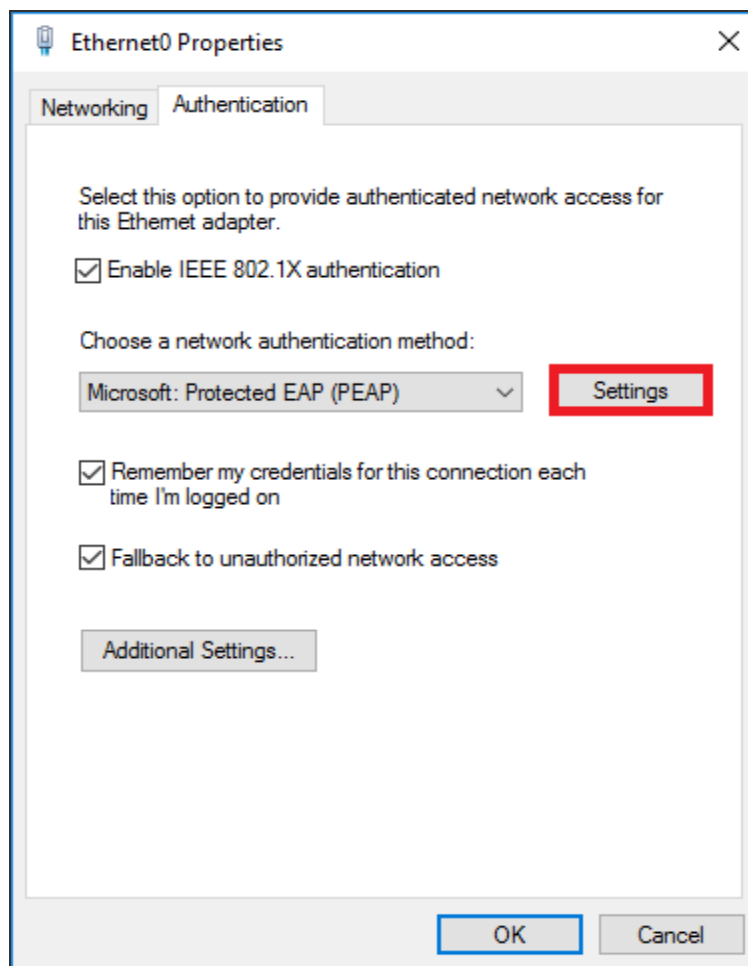 Ethernet0 Properties
Networking
Authentication
Select this option to provide authenticated network access for
this Ethernet adapter.
Enable IEEE 802.1X authentication
Choose a network authentication method:
Microsoft: Protected EAP (PEAP)
Settings
Remember my credentials for this connection each
time I'm logged on
Fallback to unauthorized network access
Additional Settings...
OK
Cancel